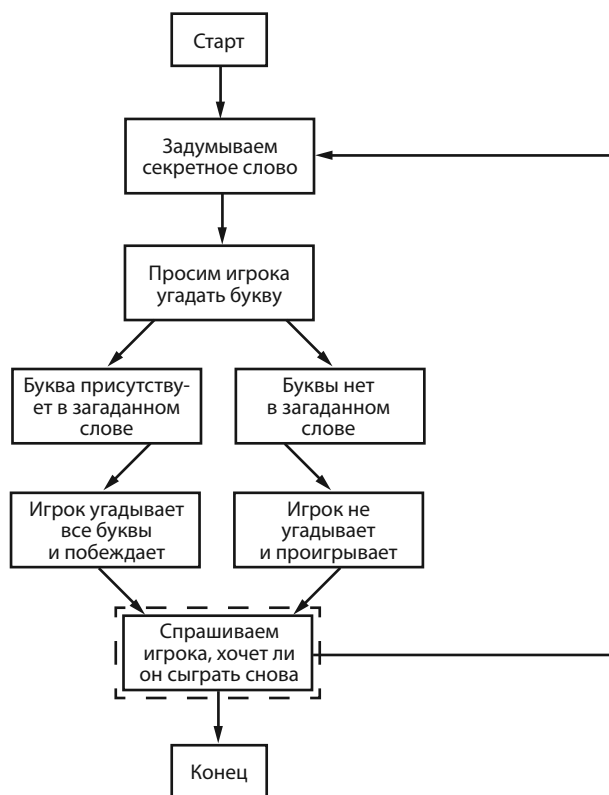 Старт
Задумываем
секретное слово
Просим игрока
угадать букву
Буква присутству-
ет в загаданном
слове
Буквы нет
в загаданном
слове
Игрок угадывает
все буквы
и побеждает
Игрок не
угадывает
и проигрывает
Спрашиваем
игрока, хочет ли
он сыграть снова
Конец